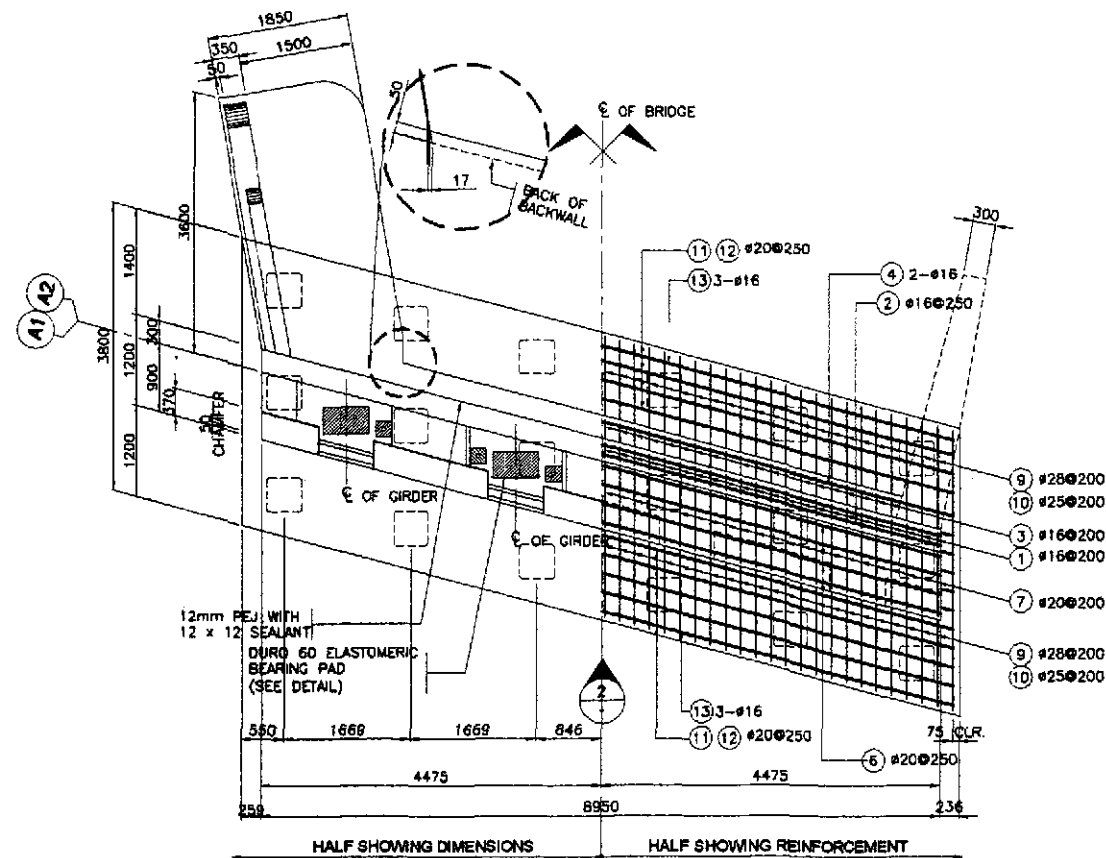 1850
350
1500
50
50
℄ OF BRIDGE
17
BACK OF
BACKWALL
3600
300
11 12 ø20@250
13 3-ø16
4 2-ø16
2 ø16@250
A1 A2
3800
1400
300
1200
900
370
50
CHAMFER
1200
℄ OF GIRDER
℄ OF GIRDER
9 ø28@200
10 ø25@200
3 ø16@200
1 ø16@200
7 ø20@200
9 ø28@200
10 ø25@200
12mm PEJ WITH
12 x 12 SEALANT
DURO 60 ELASTOMERIC
BEARING PAD
(SEE DETAIL)
2
13 3-ø16
11 12 ø20@250
75 CLR.
6 ø20@250
550
1669
1669
846
4475
4475
259
8950
236
HALF SHOWING DIMENSIONS
HALF SHOWING REINFORCEMENT